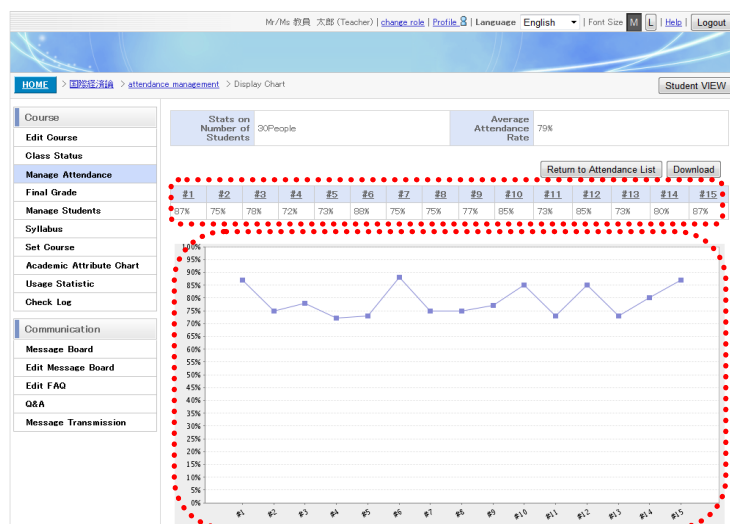 Mr/Ms 教員 太郎 (Teacher) | change role | Profile | Language English | Font Size M L | Help | Logout
HOME > 国際経済論 > attendance management > Display Chart
Student VIEW
Course
Edit Course
Class Status
Manage Attendance
Final Grade
Manage Students
Syllabus
Set Course
Academic Attribute Chart
Usage Statistic
Check Log
Communication
Message Board
Edit Message Board
Edit FAQ
Q&A
Message Transmission
Stats on
Number of
Students
30People
Average
Attendance
Rate
79%
Return to Attendance List Download
#1 #2 #3 #4 #5 #6 #7 #8 #9 #10 #11 #12 #13 #14 #15
87% 75% 78% 72% 73% 88% 75% 75% 77% 85% 73% 85% 73% 80% 87%
100%
95%
90%
85%
80%
75%
70%
65%
60%
55%
50%
45%
40%
35%
30%
25%
20%
15%
10%
5%
0%
#1 #2 #3 #4 #5 #6 #7 #8 #9 #10 #11 #12 #13 #14 #15